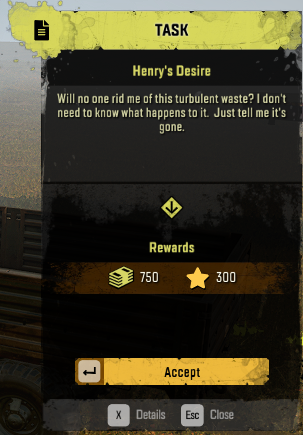 TASK
Henry's Desire
Will no one rid me of this turbulent waste? I don't
need to know what happens to it. Just tell me it's
gone.
Rewards
750 300
Accept
X Details Esc Close